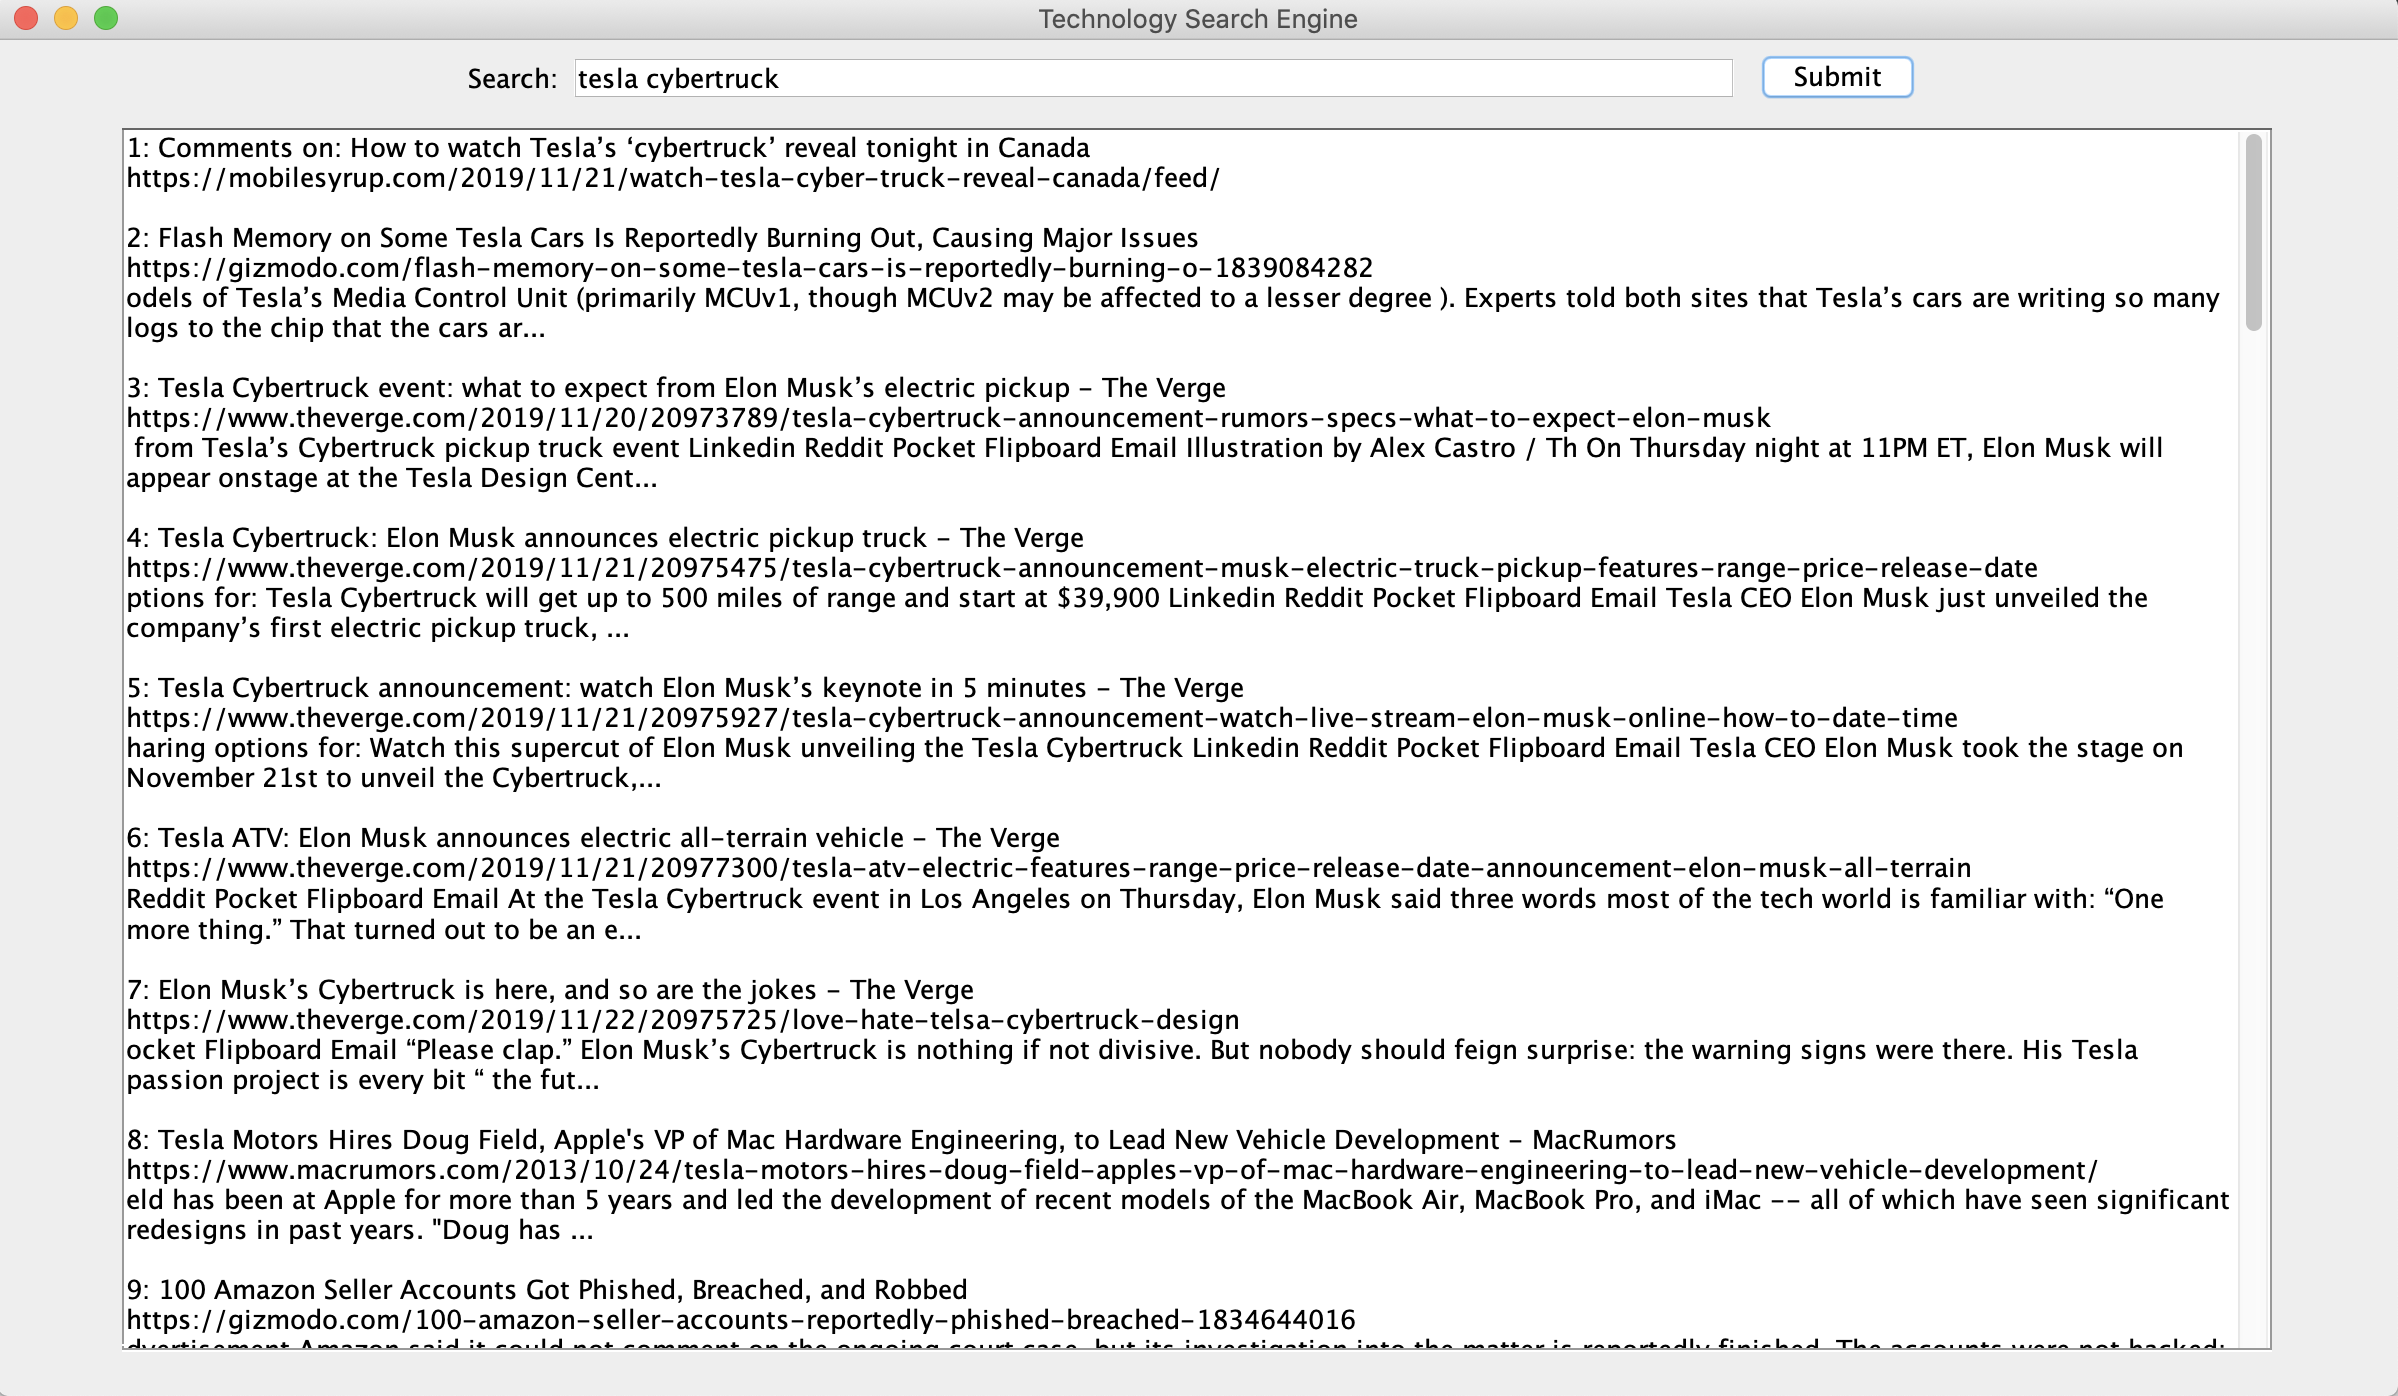 Technology Search Engine
Search: tesla cybertruck Submit
1: Comments on: How to watch Tesla’s ‘cybertruck’ reveal tonight in Canada
https://mobilesyrup.com/2019/11/21/watch-tesla-cyber-truck-reveal-canada/feed/
2: Flash Memory on Some Tesla Cars Is Reportedly Burning Out, Causing Major Issues
https://gizmodo.com/flash-memory-on-some-tesla-cars-is-reportedly-burning-o-1839084282
odels of Tesla’s Media Control Unit (primarily MCUv1, though MCUv2 may be affected to a lesser degree ). Experts told both sites that Tesla’s cars are writing so many
logs to the chip that the cars ar...
3: Tesla Cybertruck event: what to expect from Elon Musk’s electric pickup - The Verge
https://www.theverge.com/2019/11/20/20973789/tesla-cybertruck-announcement-rumors-specs-what-to-expect-elon-musk
from Tesla’s Cybertruck pickup truck event Linkedin Reddit Pocket Flipboard Email Illustration by Alex Castro / Th On Thursday night at 11PM ET, Elon Musk will
appear onstage at the Tesla Design Cent...
4: Tesla Cybertruck: Elon Musk announces electric pickup truck - The Verge
https://www.theverge.com/2019/11/21/20975475/tesla-cybertruck-announcement-musk-electric-truck-pickup-features-range-price-release-date
ptions for: Tesla Cybertruck will get up to 500 miles of range and start at $39,900 Linkedin Reddit Pocket Flipboard Email Tesla CEO Elon Musk just unveiled the
company’s first electric pickup truck, ...
5: Tesla Cybertruck announcement: watch Elon Musk’s keynote in 5 minutes - The Verge
https://www.theverge.com/2019/11/21/20975927/tesla-cybertruck-announcement-watch-live-stream-elon-musk-online-how-to-date-time
haring options for: Watch this supercut of Elon Musk unveiling the Tesla Cybertruck Linkedin Reddit Pocket Flipboard Email Tesla CEO Elon Musk took the stage on
November 21st to unveil the Cybertruck,...
6: Tesla ATV: Elon Musk announces electric all-terrain vehicle - The Verge
https://www.theverge.com/2019/11/21/20977300/tesla-atv-electric-features-range-price-release-date-announcement-elon-musk-all-terrain
Reddit Pocket Flipboard Email At the Tesla Cybertruck event in Los Angeles on Thursday, Elon Musk said three words most of the tech world is familiar with: “One
more thing.” That turned out to be an e...
7: Elon Musk’s Cybertruck is here, and so are the jokes - The Verge
https://www.theverge.com/2019/11/22/20975725/love-hate-telsa-cybertruck-design
ocket Flipboard Email “Please clap.” Elon Musk’s Cybertruck is nothing if not divisive. But nobody should feign surprise: the warning signs were there. His Tesla
passion project is every bit “ the fut...
8: Tesla Motors Hires Doug Field, Apple's VP of Mac Hardware Engineering, to Lead New Vehicle Development - MacRumors
https://www.macrumors.com/2013/10/24/tesla-motors-hires-doug-field-apples-vp-of-mac-hardware-engineering-to-lead-new-vehicle-development/
eld has been at Apple for more than 5 years and led the development of recent models of the MacBook Air, MacBook Pro, and iMac -- all of which have seen significant
redesigns in past years. "Doug has ...
9: 100 Amazon Seller Accounts Got Phished, Breached, and Robbed
https://gizmodo.com/100-amazon-seller-accounts-reportedly-phished-breached-1834644016
dvertisement Amazon said it could not comment on the ongoing court case, but its investigation into the matter is reportedly finished. The accounts were not hacked;